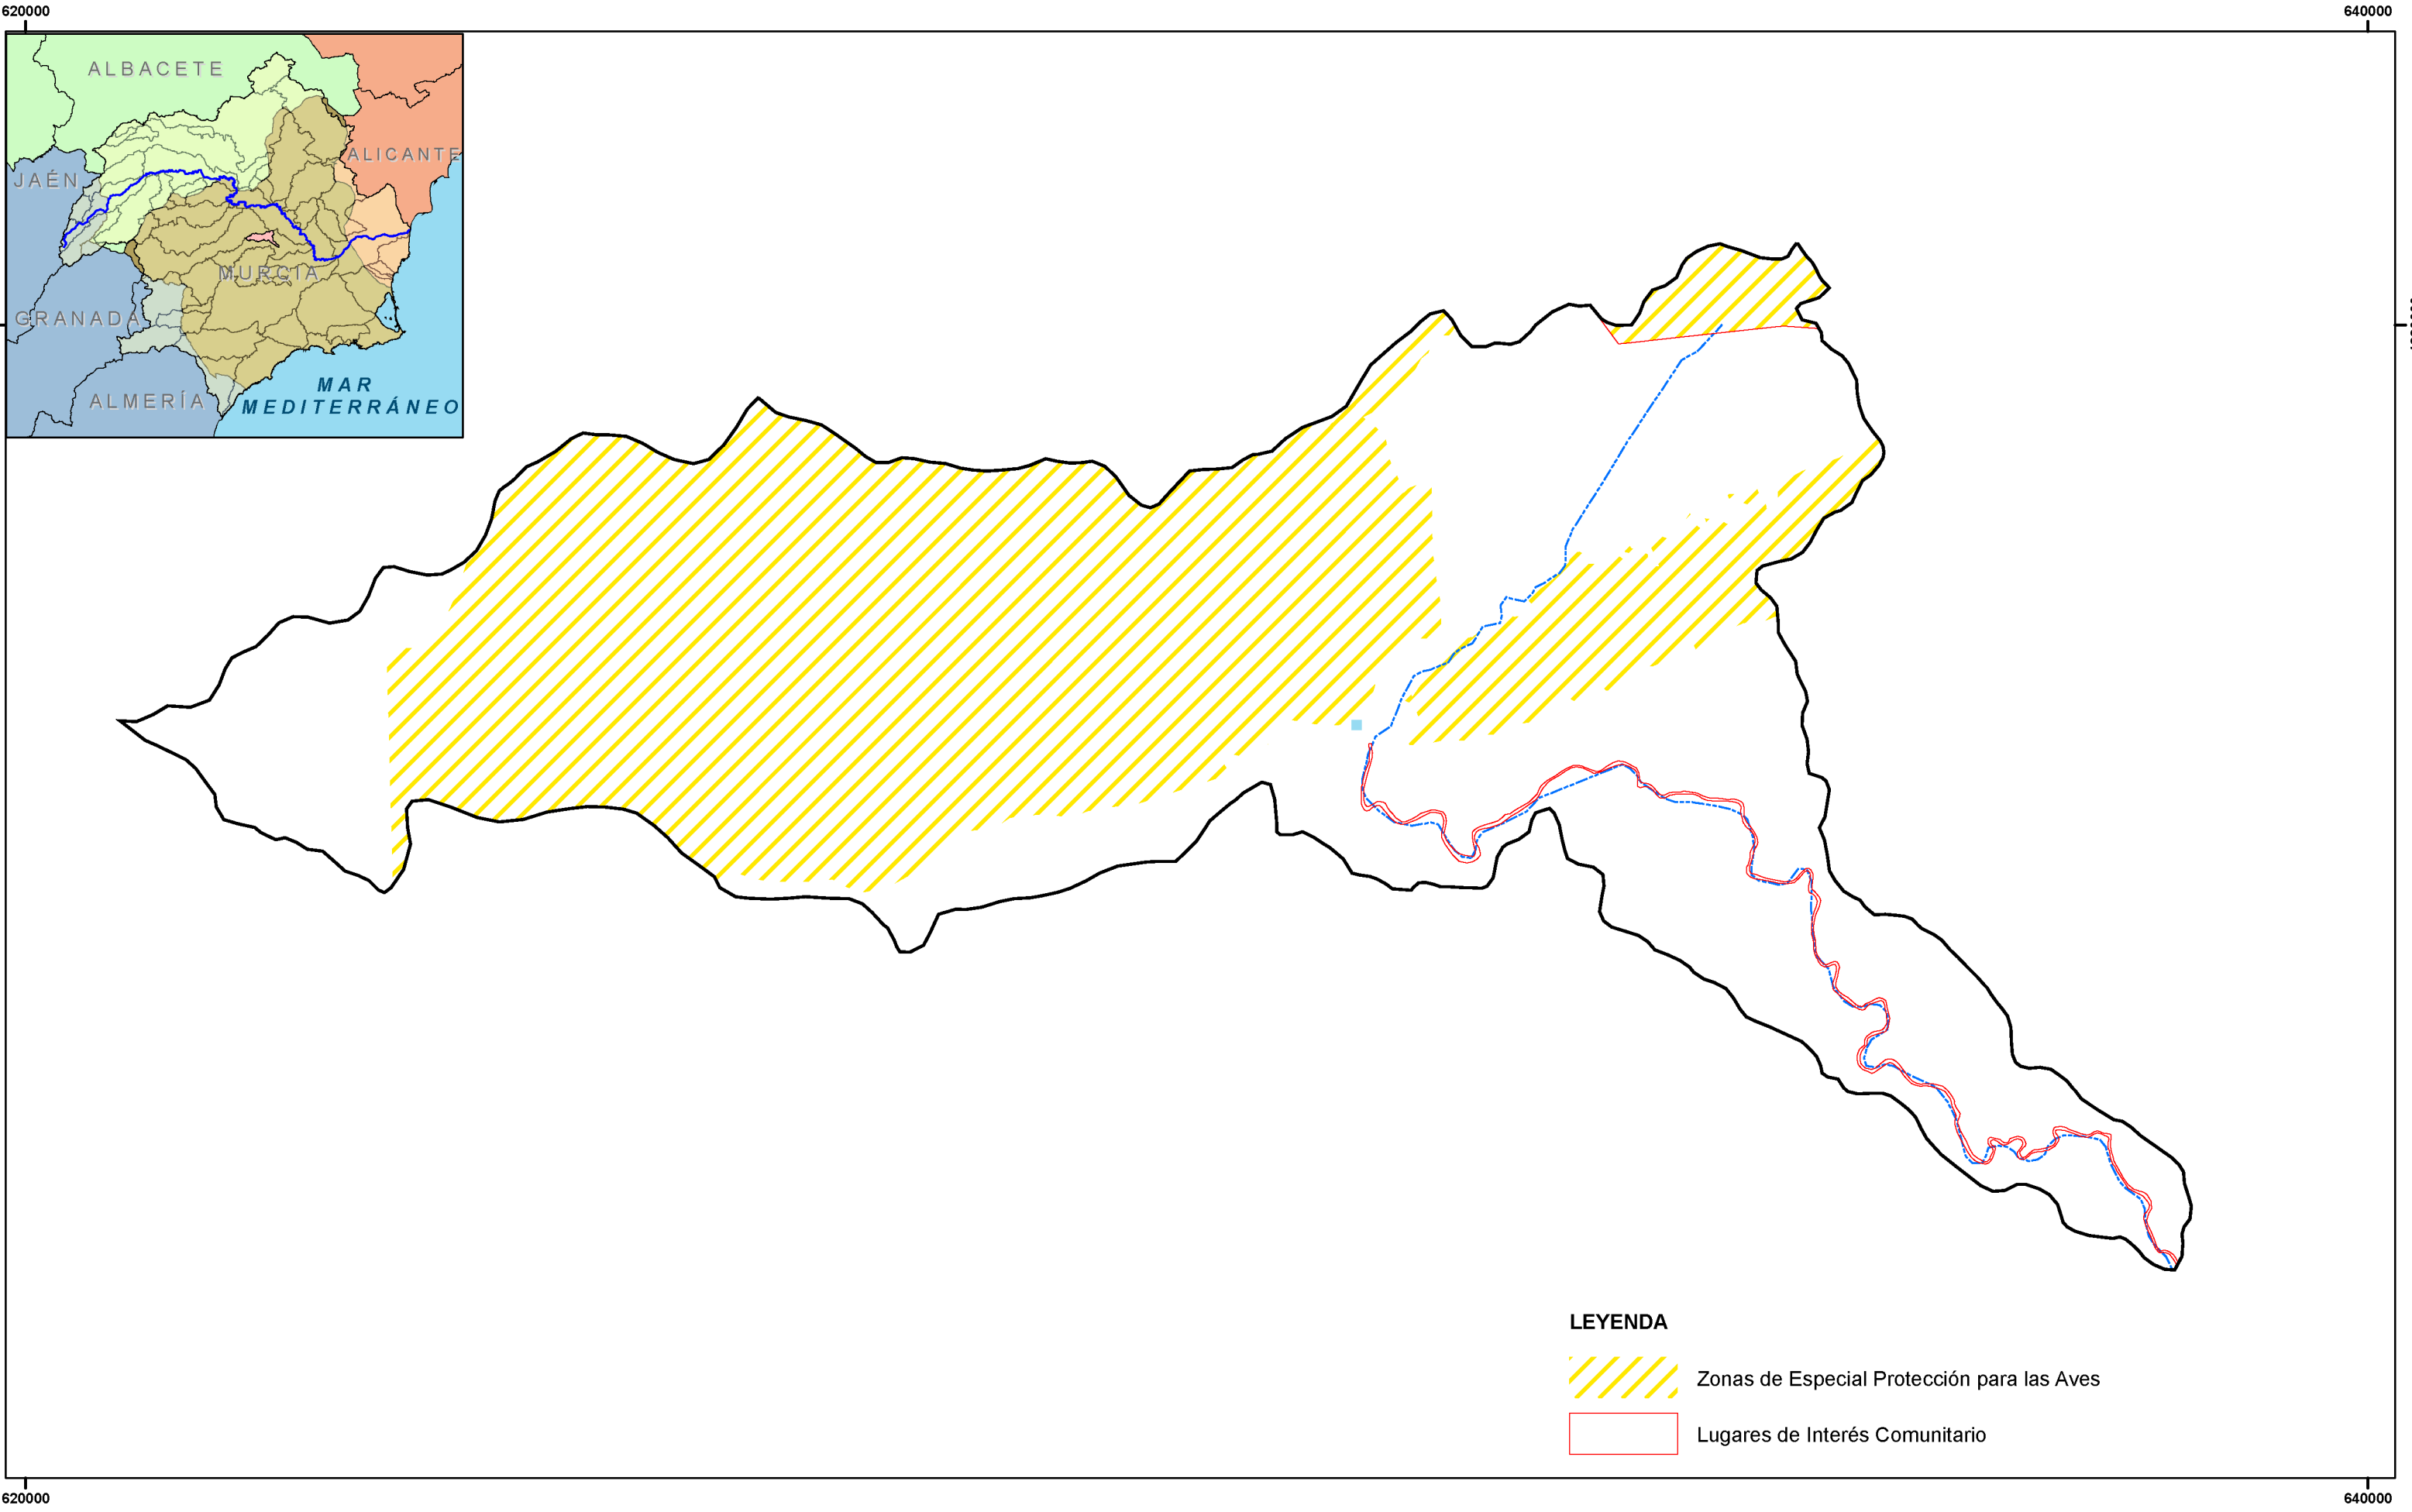 620000
640000
ALBACETE
ALICANTE
JAÉN
MURCIA
GRANADA
ALMERÍA
MAR
MEDITERRÁNEO
LEYENDA
Zonas de Especial Protección para las Aves
Lugares de Interés Comunitario
620000
640000